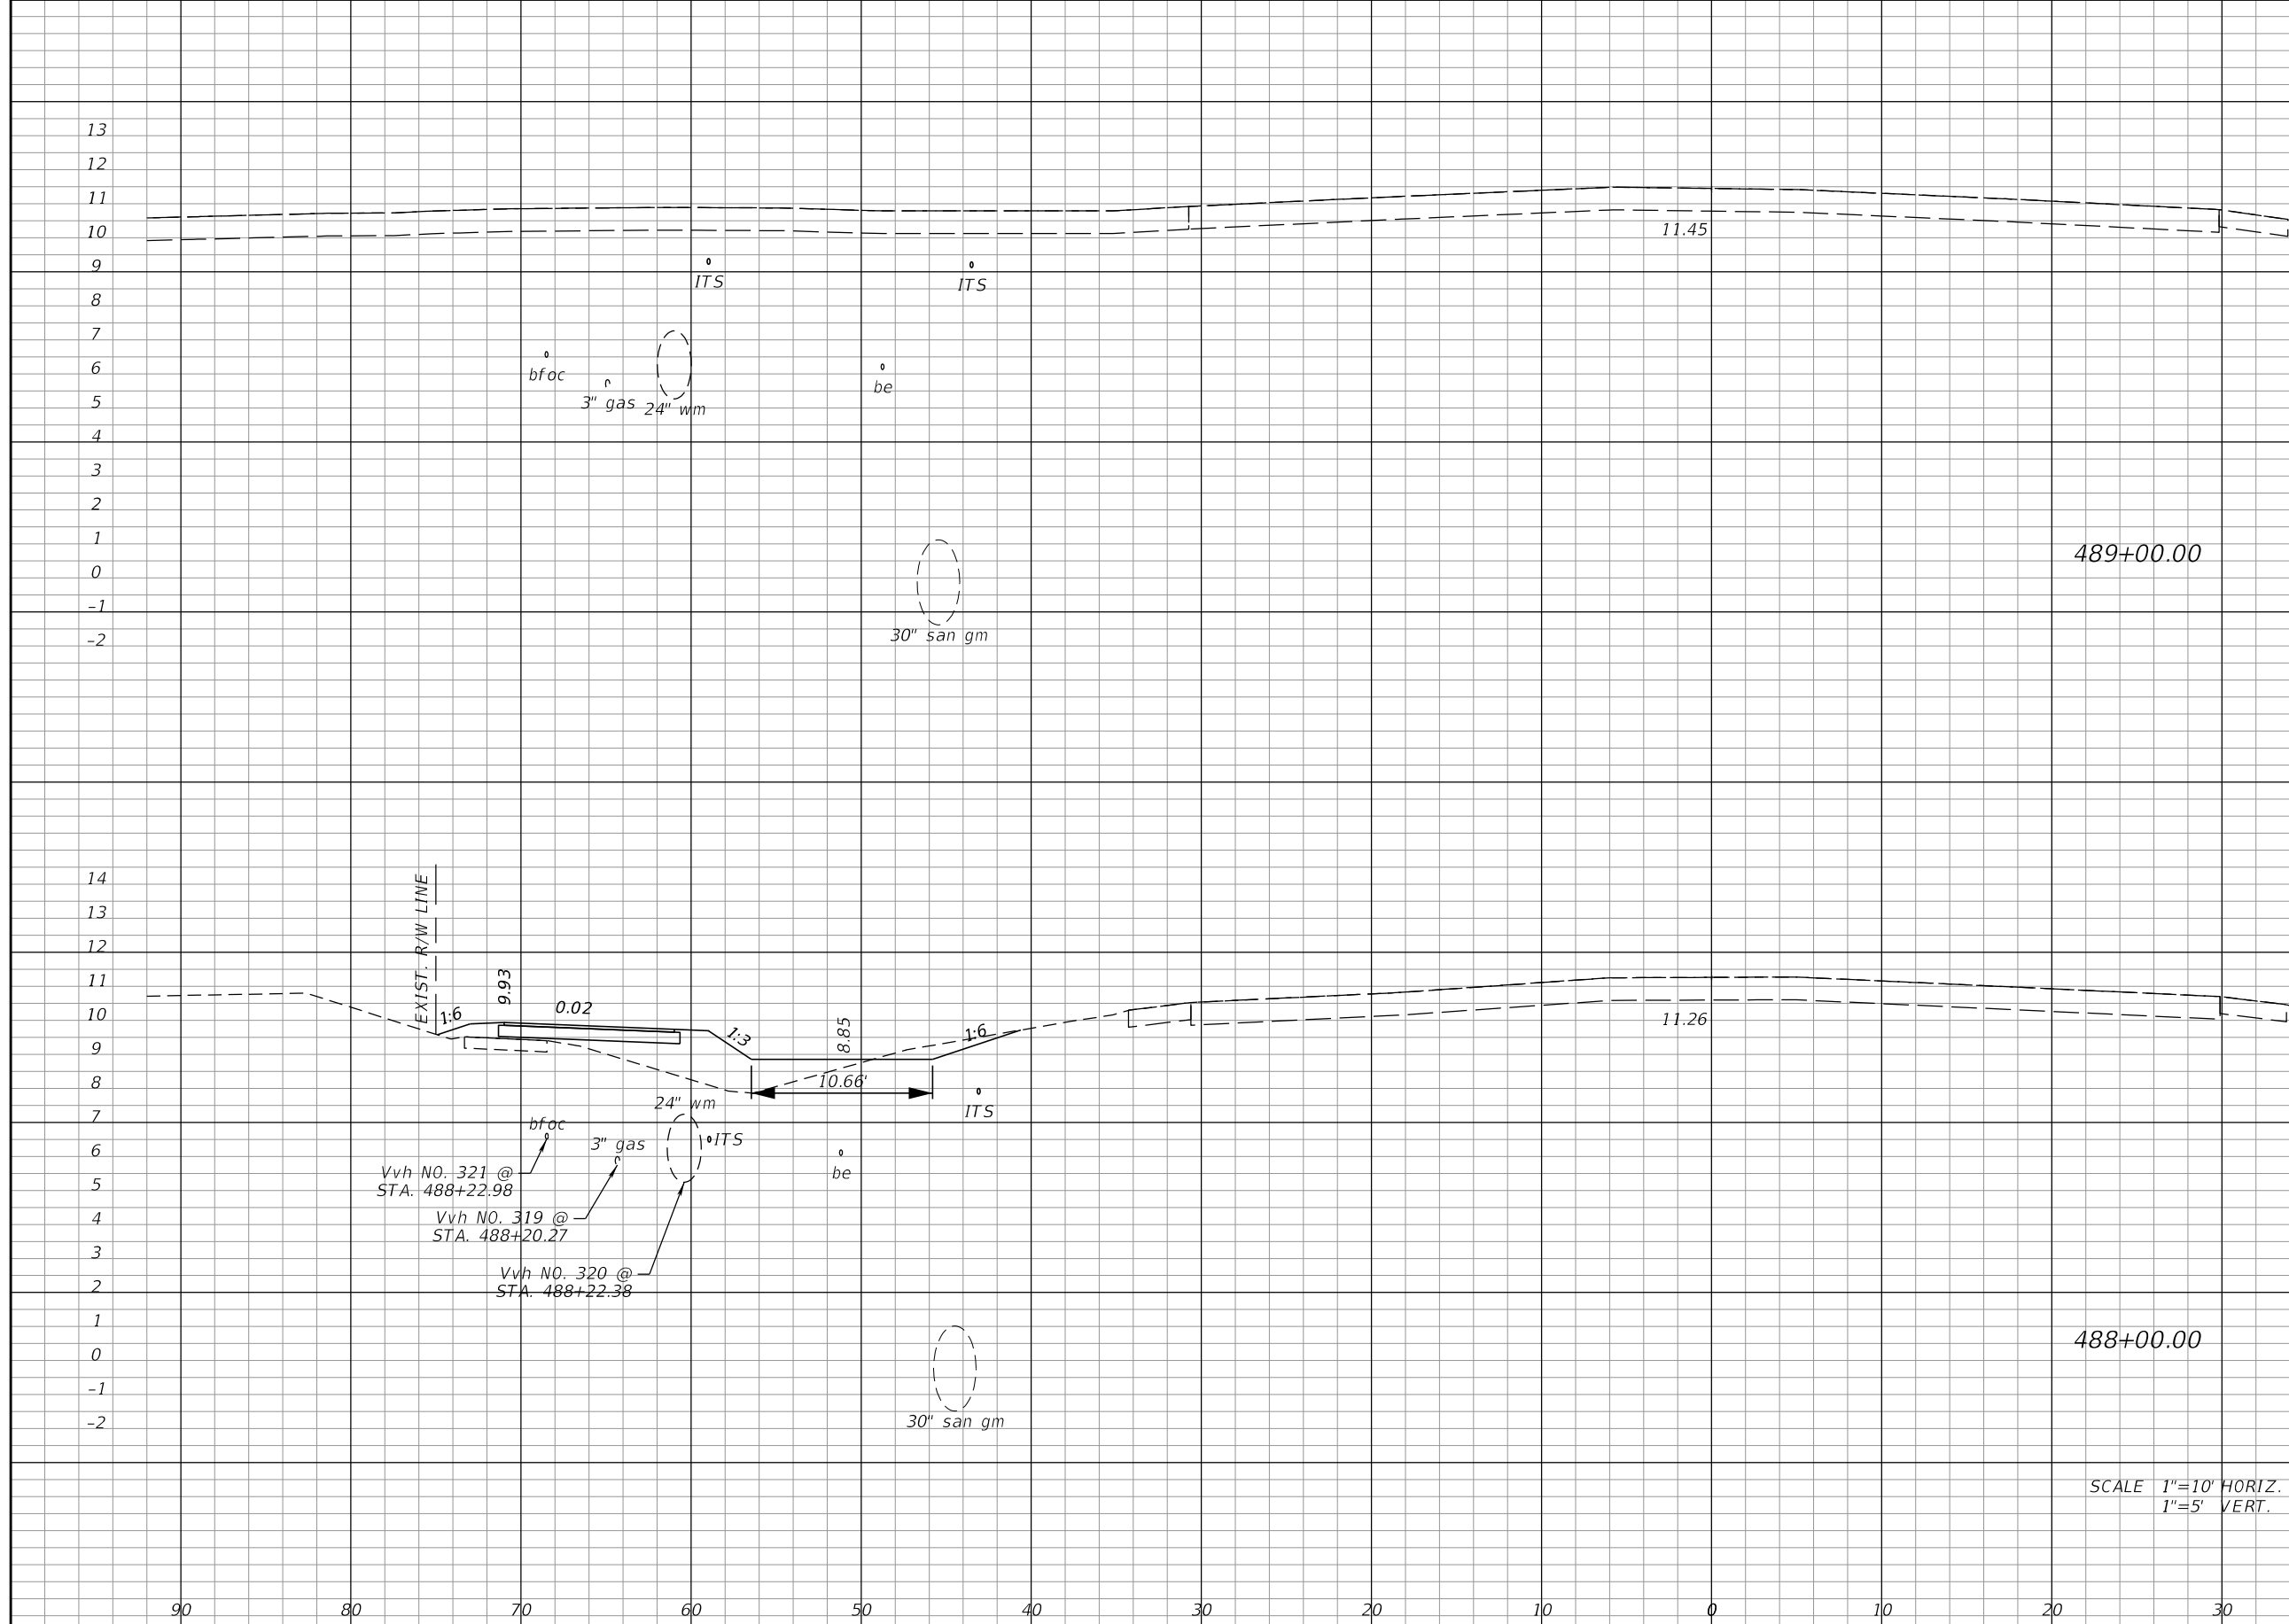 13
12
11
10
11.45
9
ITS
ITS
8
7
6
bfoc
be
5
3" gas
24" wm
4
3
2
1
489+00.00
0
-1
30" san gm
-2
14
EXIST. R/W LINE
13
12
11
9.93
0.02
10
1:6
1:3
8.85
1:6
11.26
9
8
10.66'
24" wm
ITS
7
bfoc
3" gas
ITS
6
be
Vvh NO. 321 @
STA. 488+22.98
5
4
Vvh NO. 319 @
STA. 488+20.27
3
Vvh NO. 320 @
STA. 488+22.38
2
1
488+00.00
0
-1
30" san gm
-2
SCALE 1"=10' HORIZ.
1"=5' VERT.
90 80 70 60 50 40 30 20 10 0 10 20 30